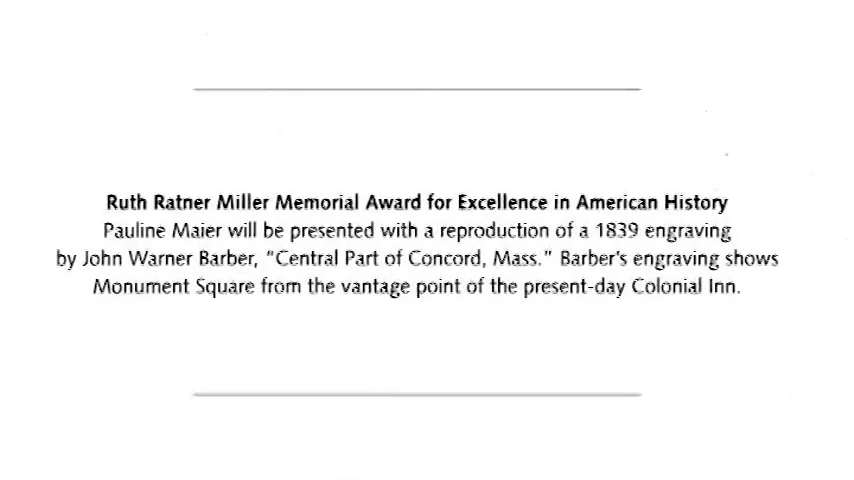 Ruth Ratner Miller Memorial Award for Excellence in American History
Pauline Maier will be presented with a reproduction of a 1839 engraving
by John Warner Barber, "Central Part of Concord, Mass." Barber's engraving shows
Monument Square from the vantage point of the present-day Colonial Inn.